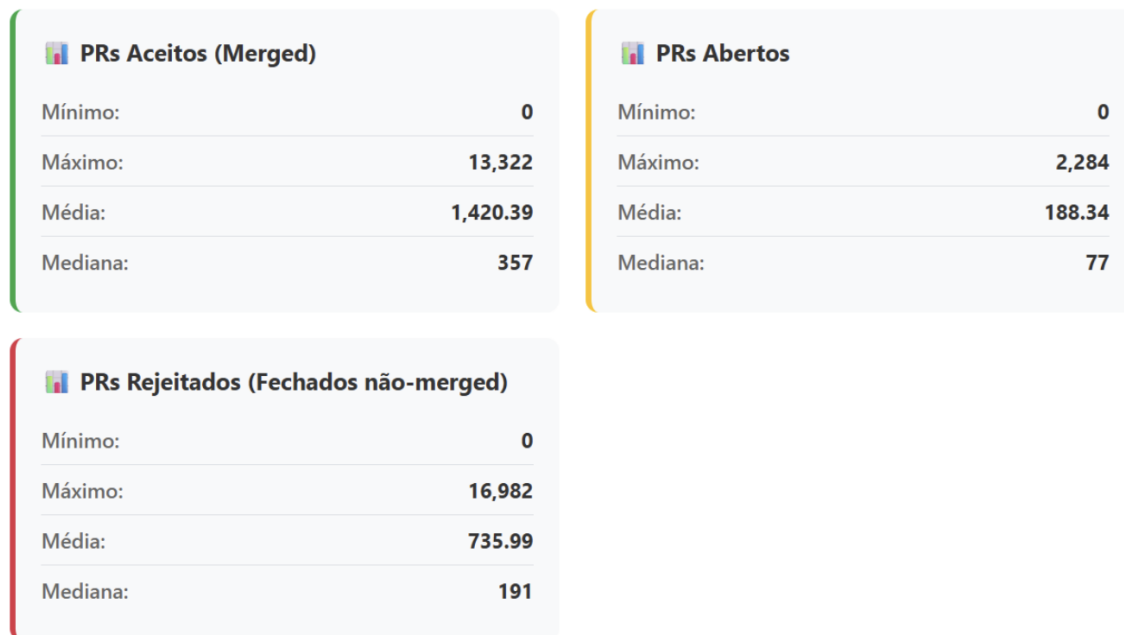 PRs Aceitos (Merged)
Mínimo: 0
Máximo: 13,322
Média: 1,420.39
Mediana: 357
PRs Abertos
Mínimo: 0
Máximo: 2,284
Média: 188.34
Mediana: 77
PRs Rejeitados (Fechados não-merged)
Mínimo: 0
Máximo: 16,982
Média: 735.99
Mediana: 191